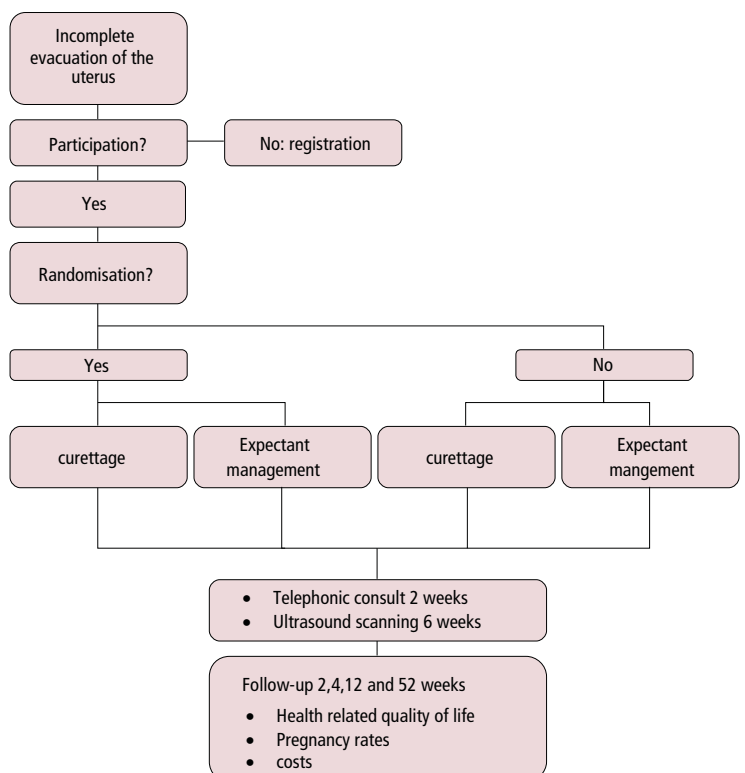 Incomplete
evacuation of the
uterus
Participation?
No: registration
Yes
Randomisation?
Yes
No
curettage
Expectant
management
curettage
Expectant
mangement
• Telephonic consult 2 weeks
• Ultrasound scanning 6 weeks
Follow-up 2,4,12 and 52 weeks
• Health related quality of life
• Pregnancy rates
• costs